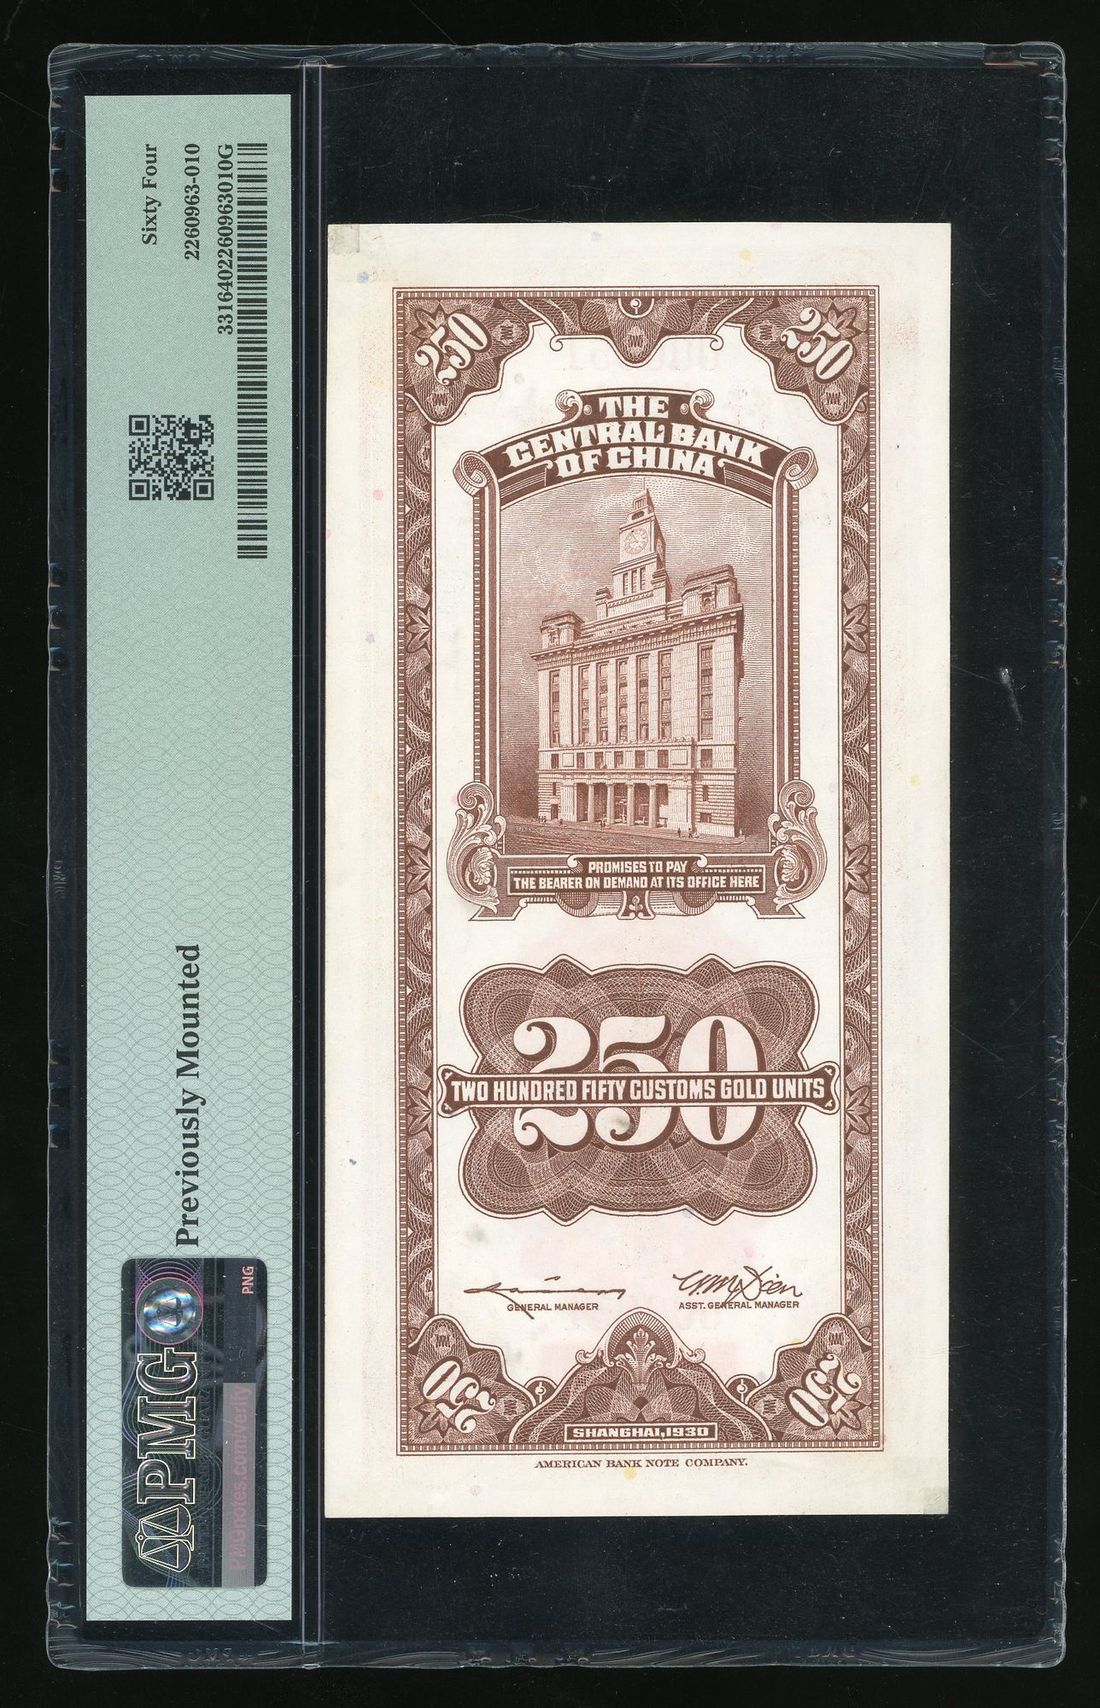 Sixty Four
2260963-010
3316402260963010G
Previously Mounted
PNG
PMG
PMGnotes.com/verify
250
250
THE
CENTRAL BANK
OF CHINA
PROMISES TO PAY
THE BEARER ON DEMAND AT ITS OFFICE HERE
250
TWO HUNDRED FIFTY CUSTOMS GOLD UNITS
GENERAL MANAGER
ASST. GENERAL MANAGER
250
250
SHANGHAI, 1930
AMERICAN BANK NOTE COMPANY.